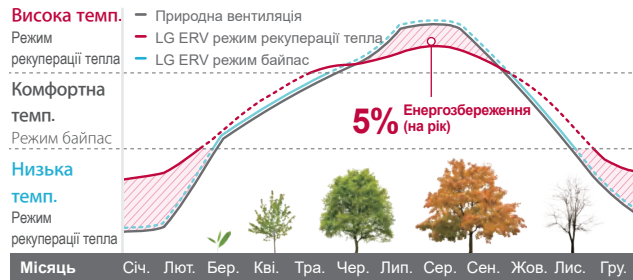 Висока темп.
Режим
рекуперації тепла
Природна вентиляція
LG ERV режим рекуперації тепла
LG ERV режим байпас
Комфортна
темп.
Режим байпас
5% Енергозбереження
(на рік)
Низька
темп.
Режим
рекуперації тепла
Місяць Січ. Лют. Бер. Кві. Тра. Чер. Лип. Сер. Сен. Жов. Лис. Гру.